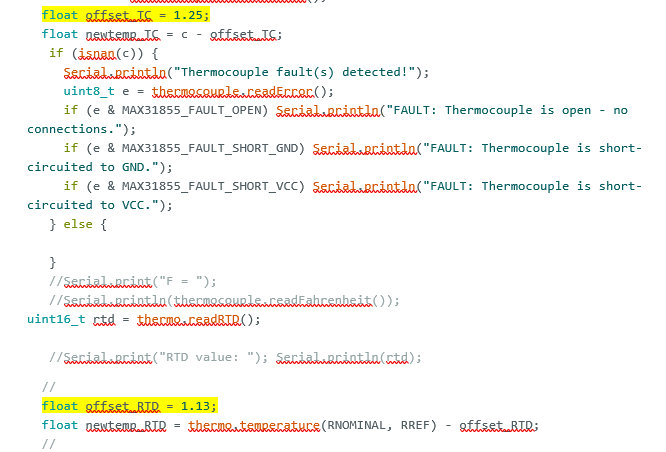 float offset_TC = 1.25;
float newtemp_TC = c - offset_TC;
if (isnan(c)) {
Serial.println("Thermocouple fault(s) detected!");
uint8_t e = thermocouple.readError();
if (e & MAX31855_FAULT_OPEN) Serial.println("FAULT: Thermocouple is open - no
connections.");
if (e & MAX31855_FAULT_SHORT_GND) Serial.println("FAULT: Thermocouple is short-
circuited to GND.");
if (e & MAX31855_FAULT_SHORT_VCC) Serial.println("FAULT: Thermocouple is short-
circuited to VCC.");
} else {
}
//Serial.print("F = ");
//Serial.println(thermocouple.readFahrenheit());
uint16_t rtd = thermo.readRTD();
//Serial.print("RTD value: "); Serial.println(rtd);
//
float offset_RTD = 1.13;
float newtemp_RTD = thermo.temperature(RNOMINAL, RREF) - offset_RTD;
//